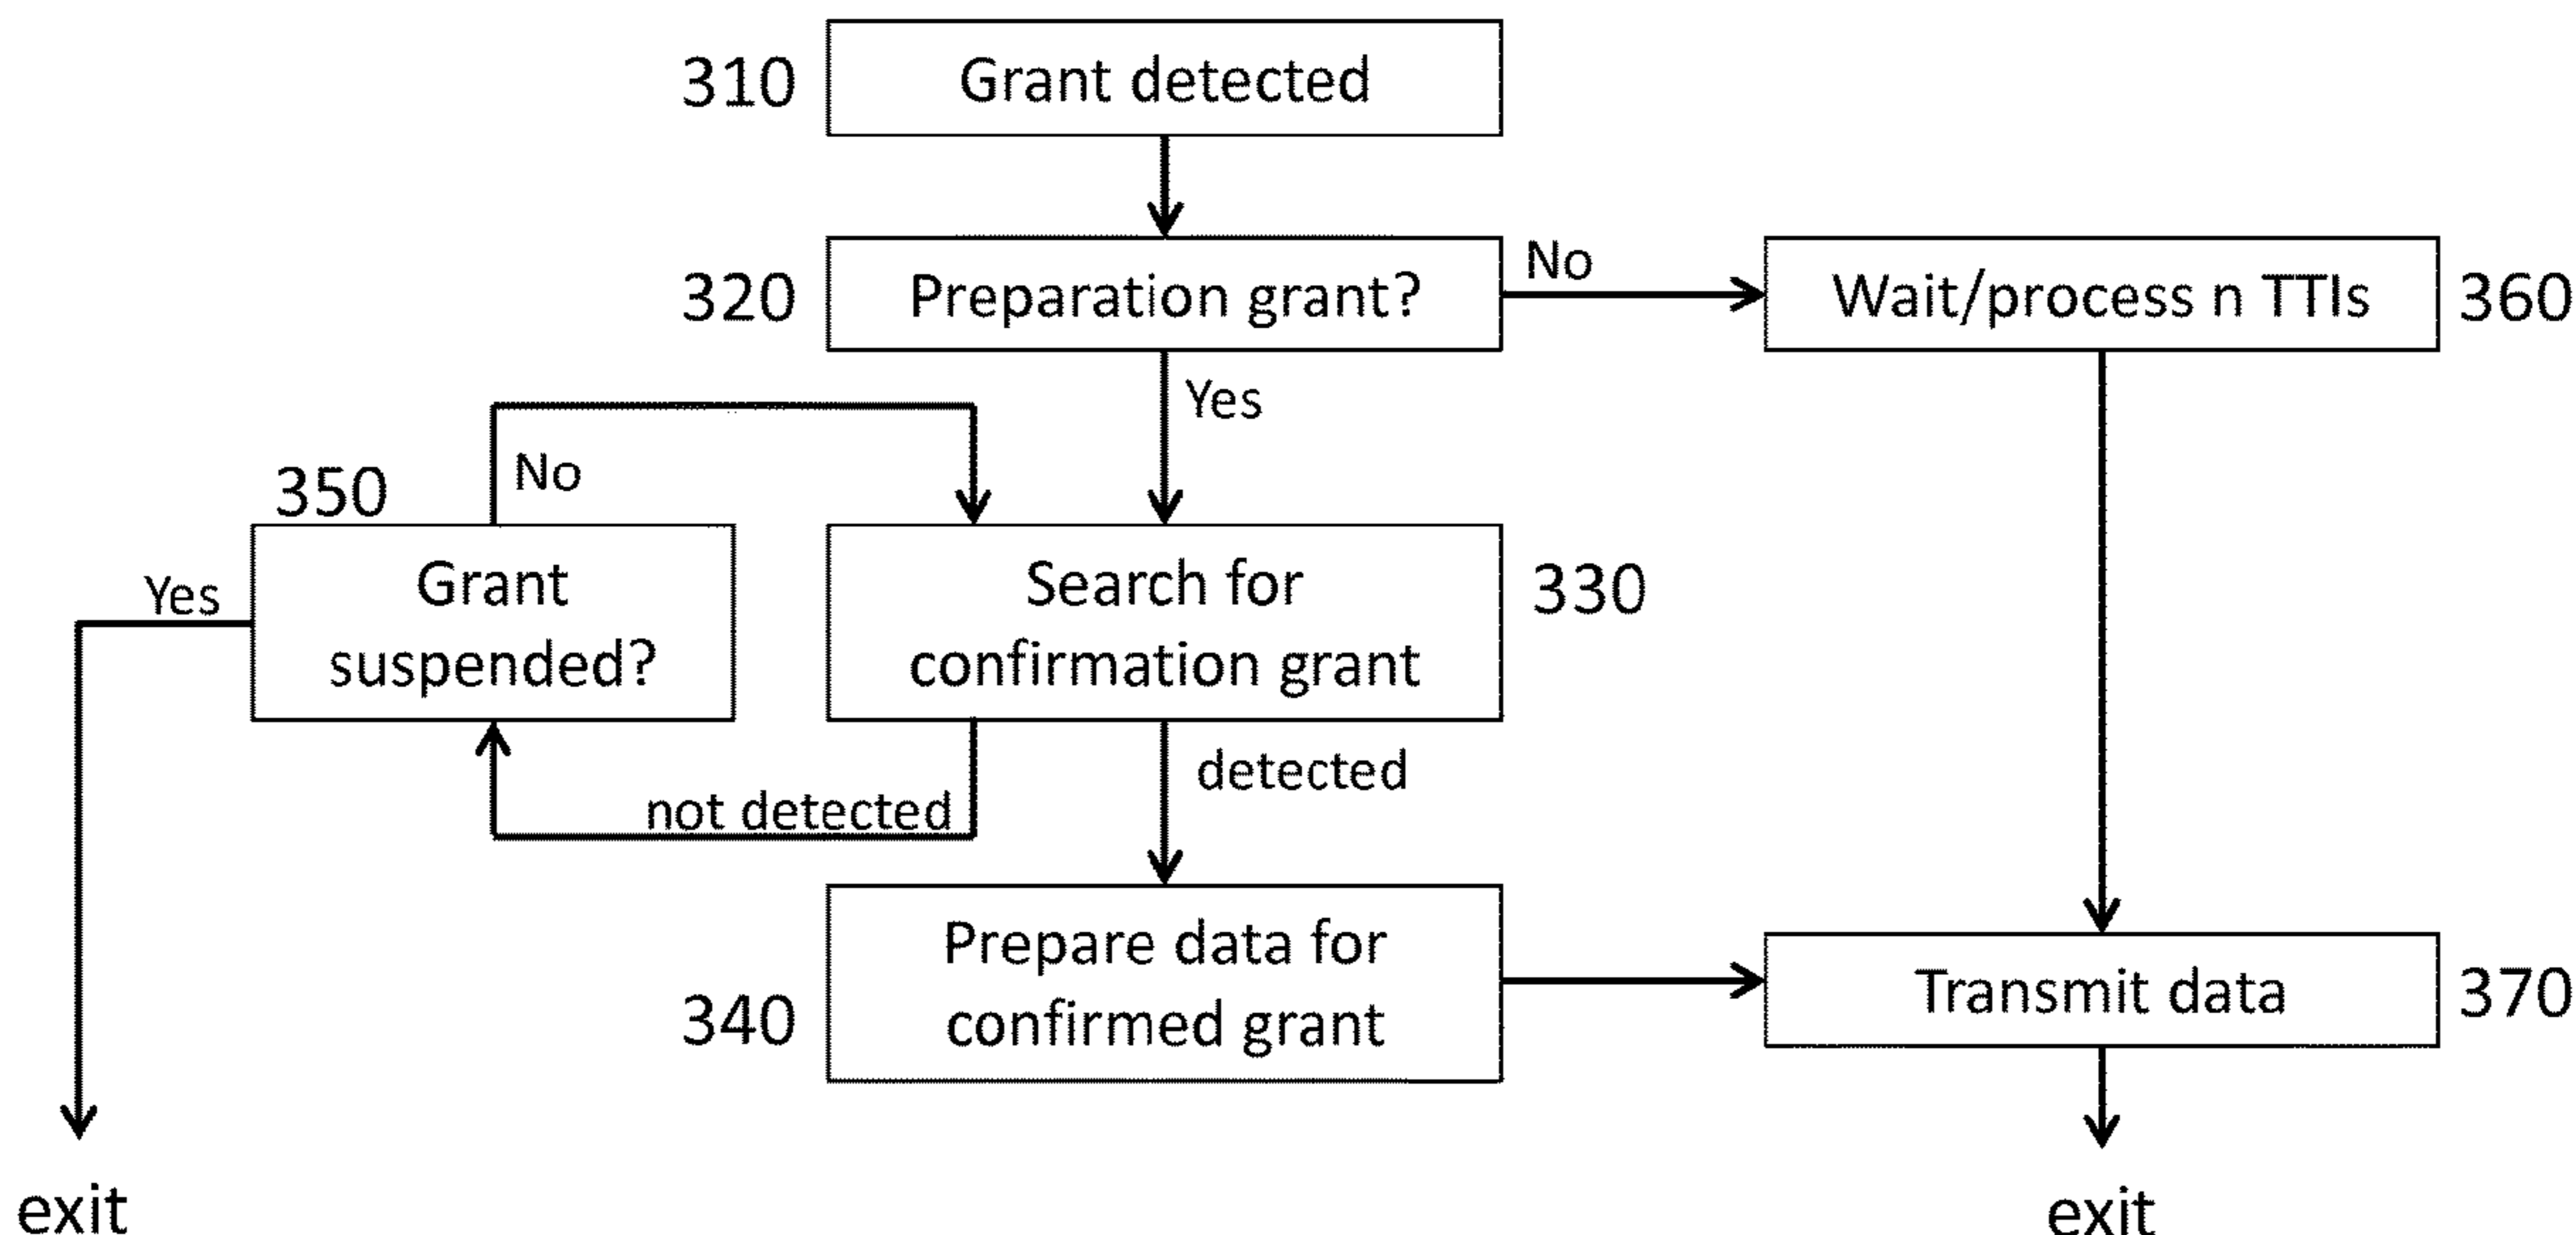 310
Grant detected
320
Preparation grant?
No
Wait/process n TTIs
360
Yes
No
350
Yes
Grant
suspended?
Search for
confirmation grant
330
not detected
detected
340
Prepare data for
confirmed grant
Transmit data
370
exit
exit